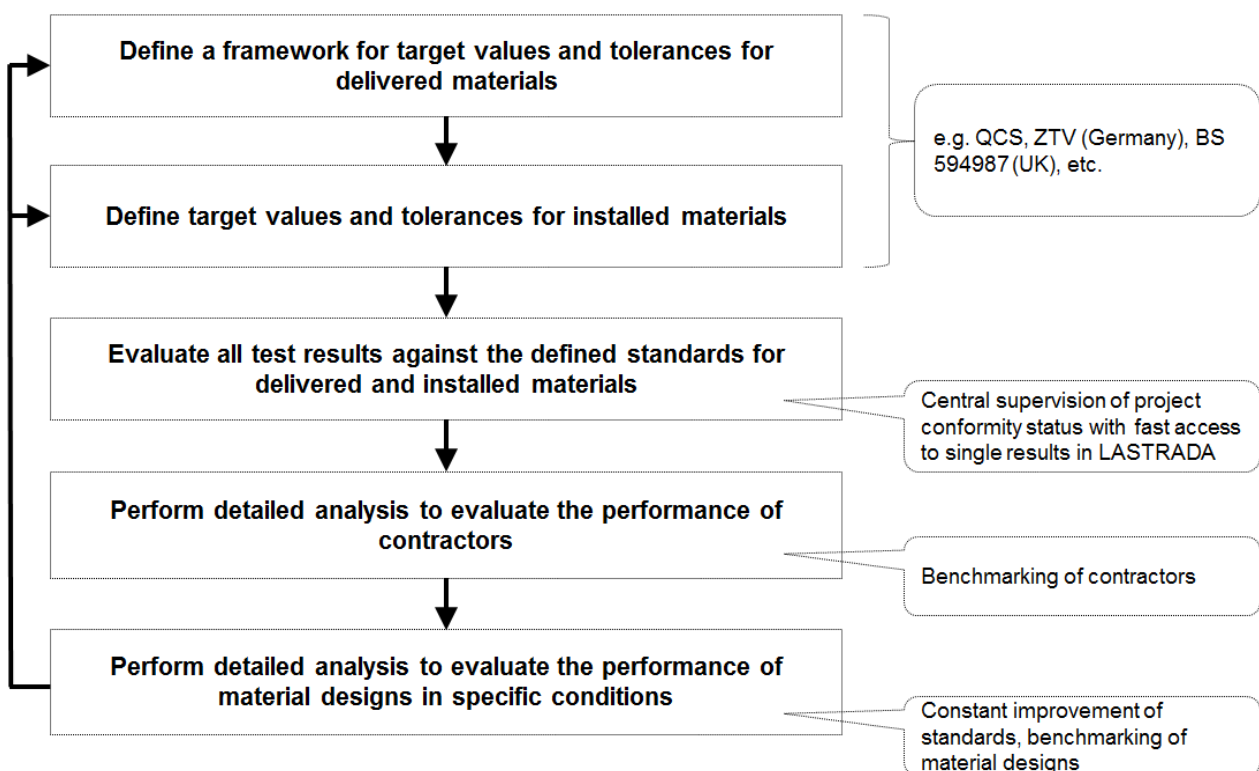 Define a framework for target values and tolerances for
delivered materials
e.g. QCS, ZTV (Germany), BS
594987 (UK), etc.
Define target values and tolerances for installed materials
Evaluate all test results against the defined standards for
delivered and installed materials
Central supervision of project
conformity status with fast access
to single results in LASTRADA
Perform detailed analysis to evaluate the performance of
contractors
Benchmarking of contractors
Perform detailed analysis to evaluate the performance of
material designs in specific conditions
Constant improvement of
standards, benchmarking of
material designs